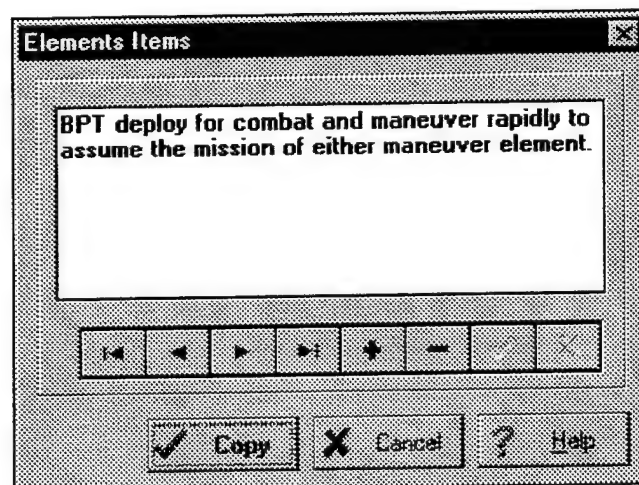 Elements Items
BPT deploy for combat and maneuver rapidly to
assume the mission of either maneuver element.
Copy
Cancel
Help